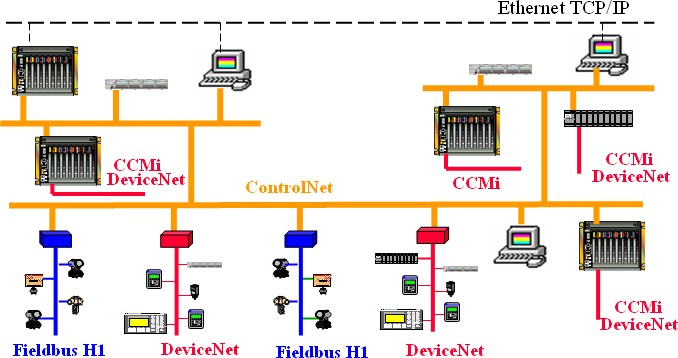 Ethernet TCP/IP
CCMi
DeviceNet
CCMi
CCMi
DeviceNet
ControlNet
CCMi
DeviceNet
Fieldbus H1
DeviceNet
Fieldbus H1
DeviceNet